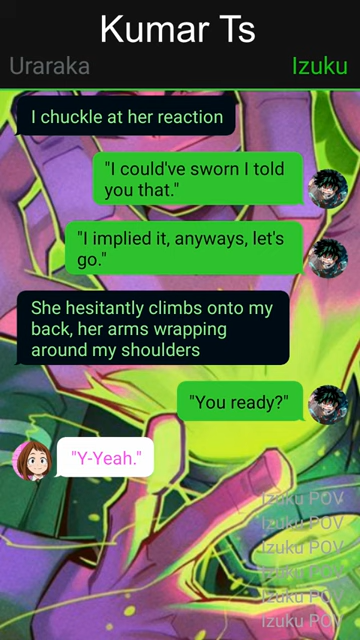 Kumar Ts
Uraraka
Izuku
I chuckle at her reaction
"I could've sworn I told
you that."
"I implied it, anyways, let's
go."
She hesitantly climbs onto my
back, her arms wrapping
around my shoulders
"You ready?"
"Y-Yeah."
Izuku POV
Izuku POV
Izuku POV
Izuku POV
Izuku POV
Izuku POV